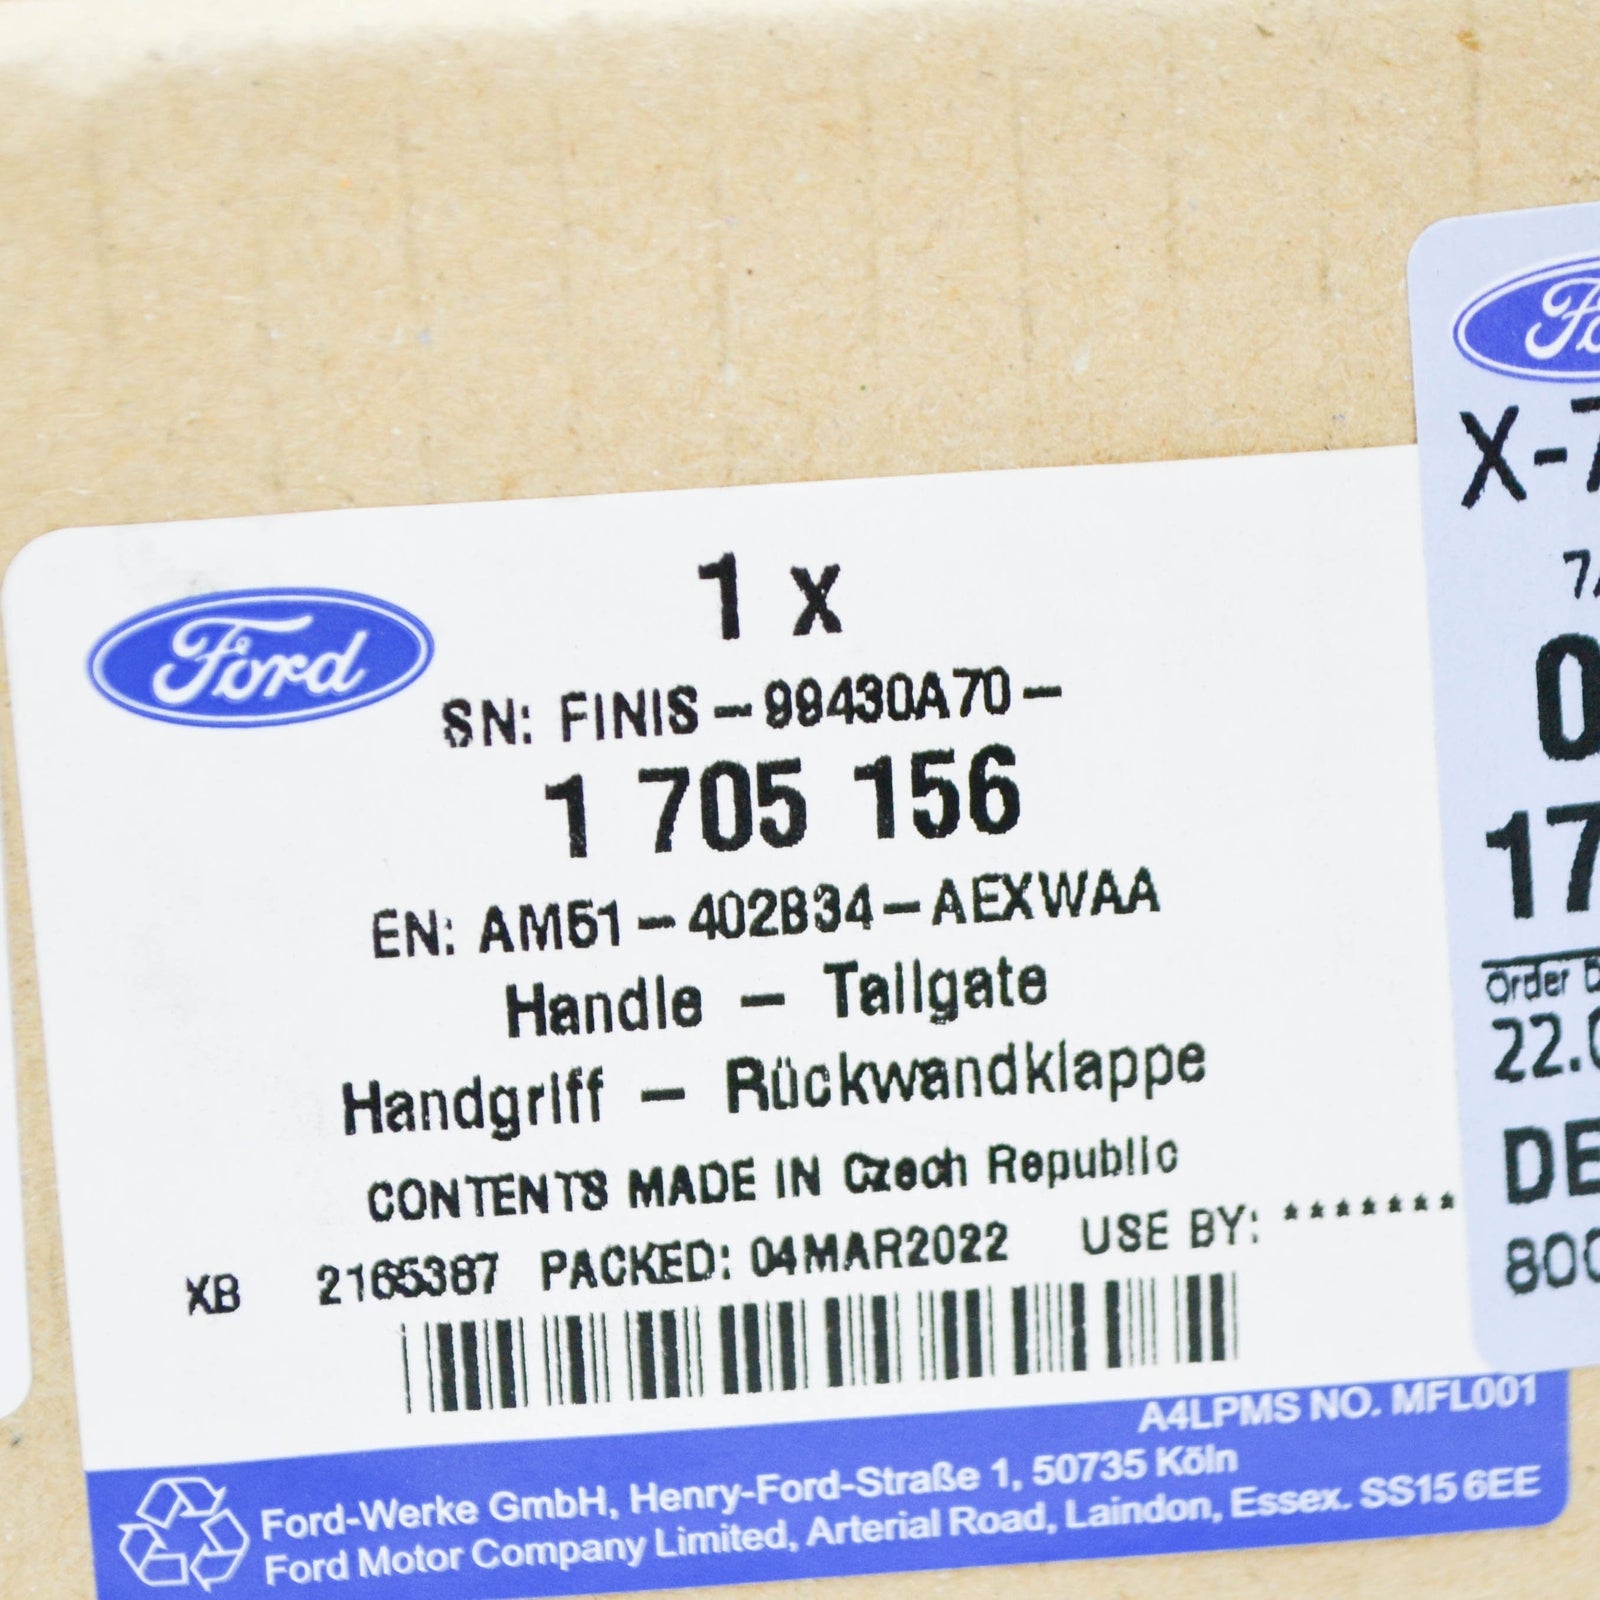 1 x
Ford
SN: FINIS-99430A70-
1 705 156
EN: AM51-402B34-AEXWAA
Handle - Tailgate
Handgriff - Rückwandklappe
CONTENTS MADE IN Czech Republic
XB 2165387 PACKED: 04MAR2022 USE BY: *******
A4LPMS NO. MFL001
Ford-Werke GmbH, Henry-Ford-Straße 1, 50735 Köln
Ford Motor Company Limited, Arterial Road, Laindon, Essex. SS15 6EE
X-7
0
17
Order D
22.0
DE
800